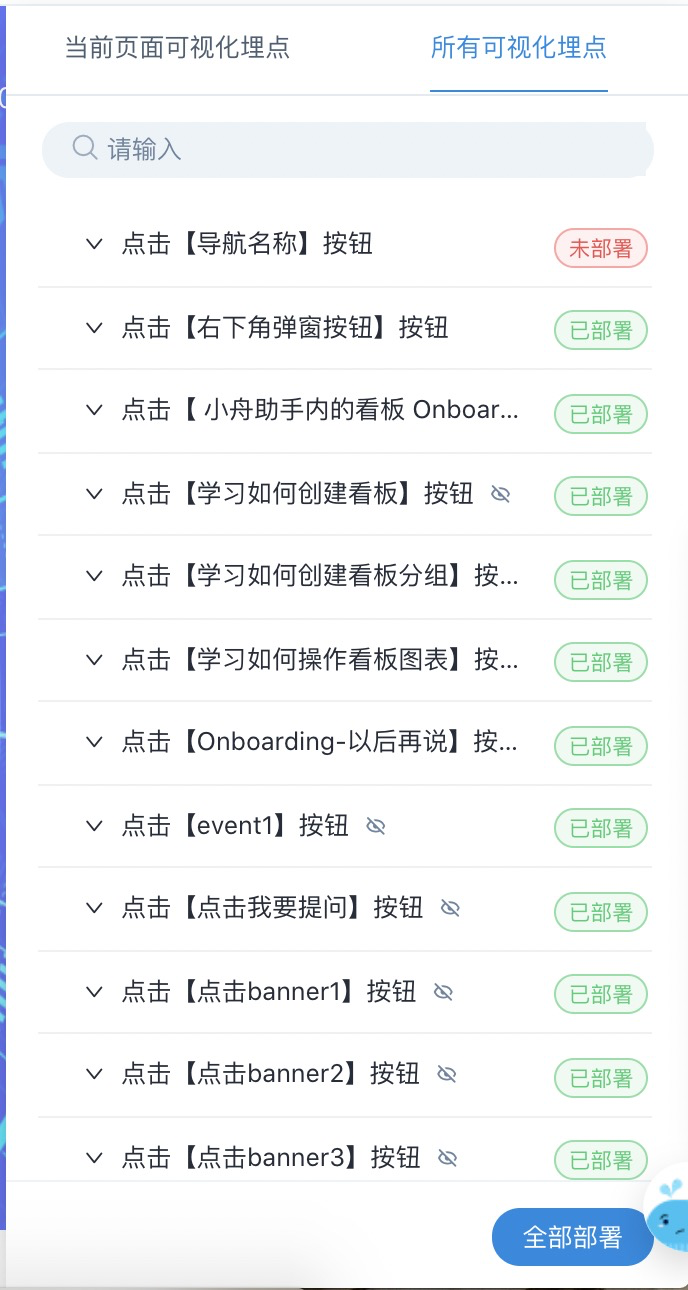 当前页面可视化埋点
所有可视化埋点
请输入
点击【导航名称】按钮
未部署
点击【右下角弹窗按钮】按钮
已部署
点击【 小舟助手内的看板 Onboar...
已部署
点击【学习如何创建看板】按钮
已部署
点击【学习如何创建看板分组】按...
已部署
点击【学习如何操作看板图表】按...
已部署
点击【Onboarding-以后再说】按...
已部署
点击【event1】按钮
已部署
点击【点击我要提问】按钮
已部署
点击【点击banner1】按钮
已部署
点击【点击banner2】按钮
已部署
点击【点击banner3】按钮
已部署
全部部署